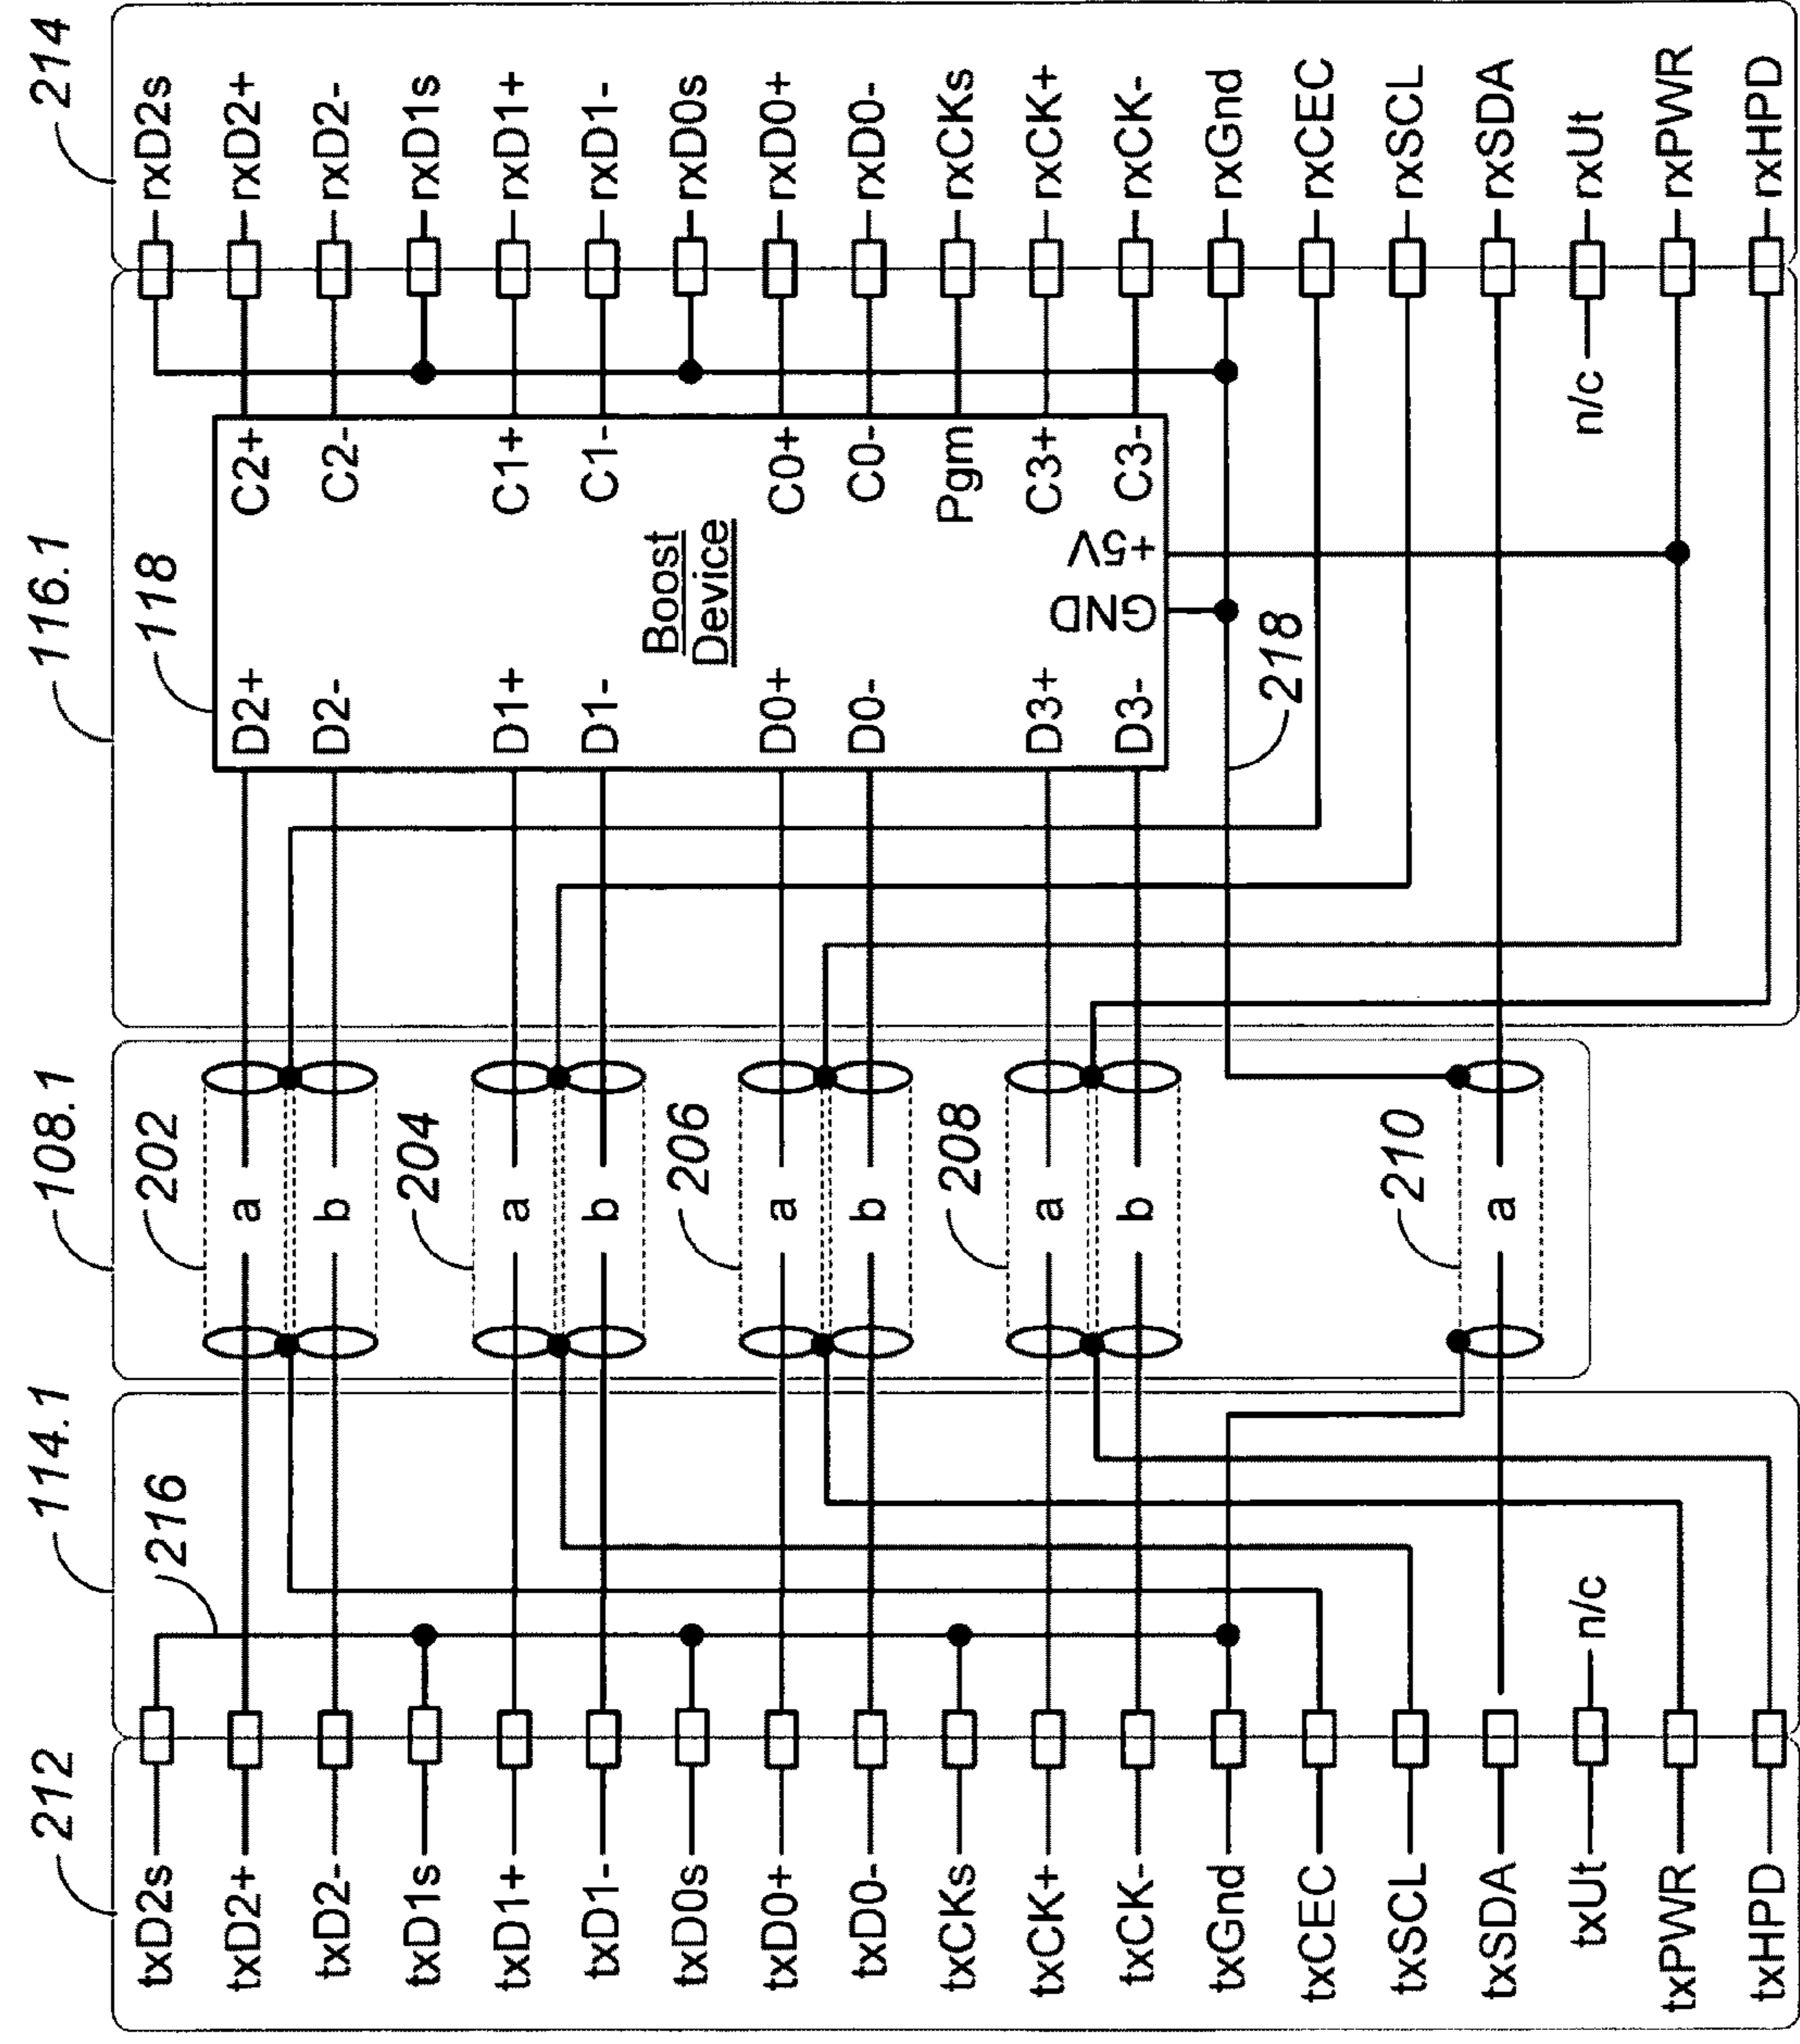 212
114.1
108.1
116.1
214
216
202
118
txD2s
rxD2s
txD2+
a
D2+
C2+
rxD2+
txD2-
b
D2-
C2-
rxD2-
txD1s
204
rxD1s
txD1+
a
D1+
C1+
rxD1+
txD1-
b
D1-
C1-
rxD1-
Boost
Device
txD0s
206
rxD0s
txD0+
a
D0+
C0+
rxD0+
txD0-
b
D0-
C0-
rxD0-
txCKs
208
Pgm
rxCKs
txCK+
a
D3+
C3+
rxCK+
GND
+5V
txCK-
b
D3-
C3-
rxCK-
txGnd
rxGnd
218
txCEC
rxCEC
txSCL
210
rxSCL
txSDA
a
rxSDA
txUt
n/c
n/c
rxUt
txPWR
rxPWR
txHPD
rxHPD